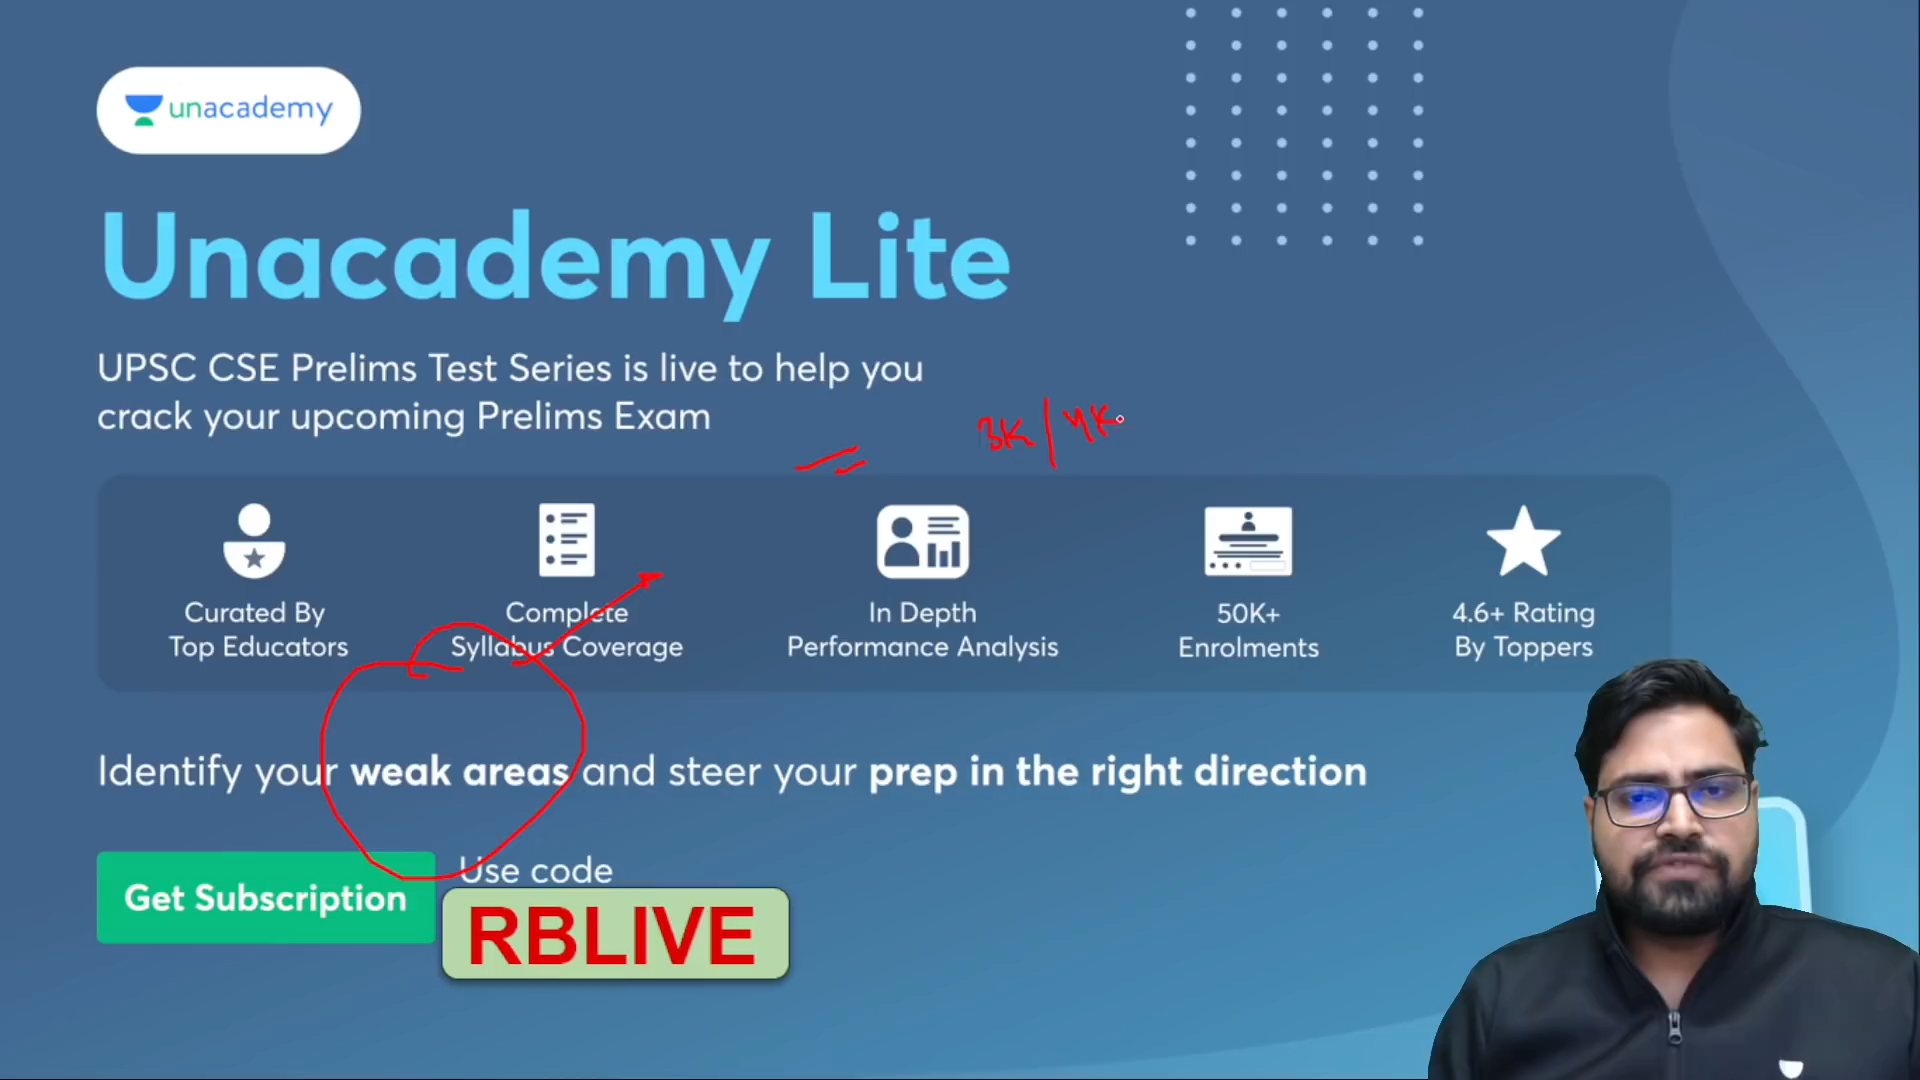 unacademy
Unacademy Lite
UPSC CSE Prelims Test Series is live to help you
crack your upcoming Prelims Exam
3K / 4K
Curated By
Top Educators
Complete
Syllabus Coverage
In Depth
Performance Analysis
50K+
Enrolments
4.6+ Rating
By Toppers
Identify your weak areas and steer your prep in the right direction
Get Subscription
Use code
RBLIVE